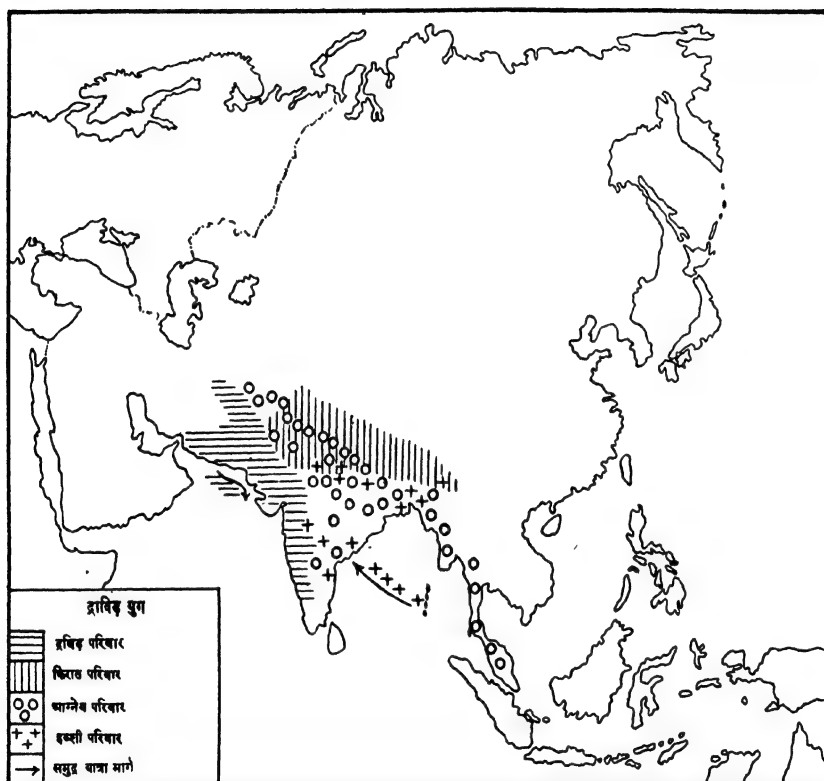 द्राविड़ युग
द्रविड़ परिवार
किरात परिवार
आग्नेय परिवार
हब्शी परिवार
समुद्र यात्रा मार्ग